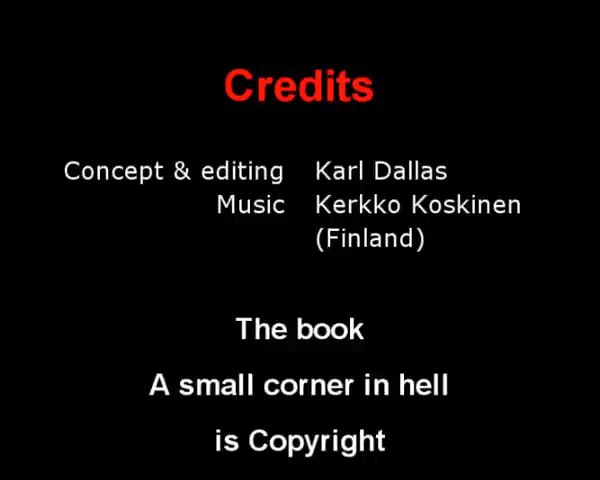 Credits
Concept & editing Karl Dallas
Music Kerkko Koskinen
(Finland)
The book
A small corner in hell
is Copyright